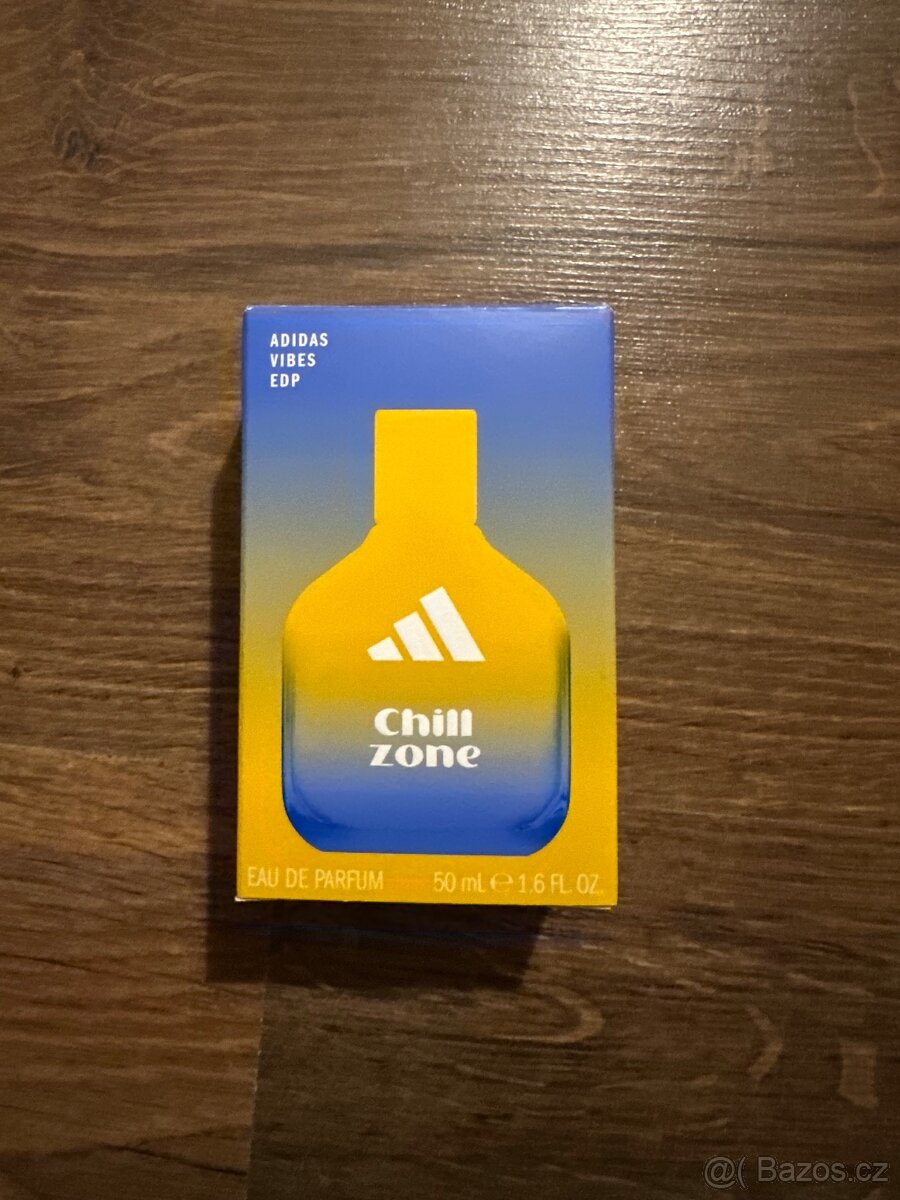 ADIDAS
VIBES
EDP
Chill
zone
EAU DE PARFUM 50 mL ℮ 1.6 FL. OZ.
@( Bazos.cz